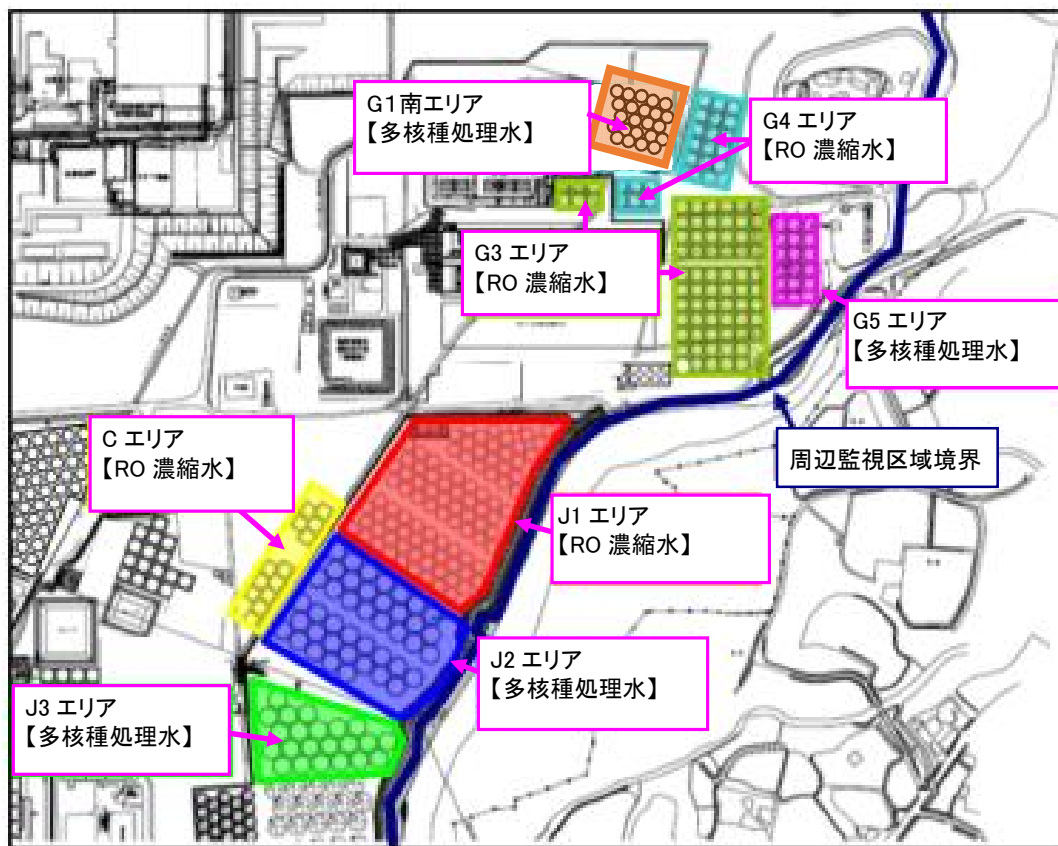 G1南エリア
【多核種処理水】
G4 エリア
【RO 濃縮水】
G3 エリア
【RO 濃縮水】
G5 エリア
【多核種処理水】
C エリア
【RO 濃縮水】
周辺監視区域境界
J1 エリア
【RO 濃縮水】
J2 エリア
【多核種処理水】
J3 エリア
【多核種処理水】